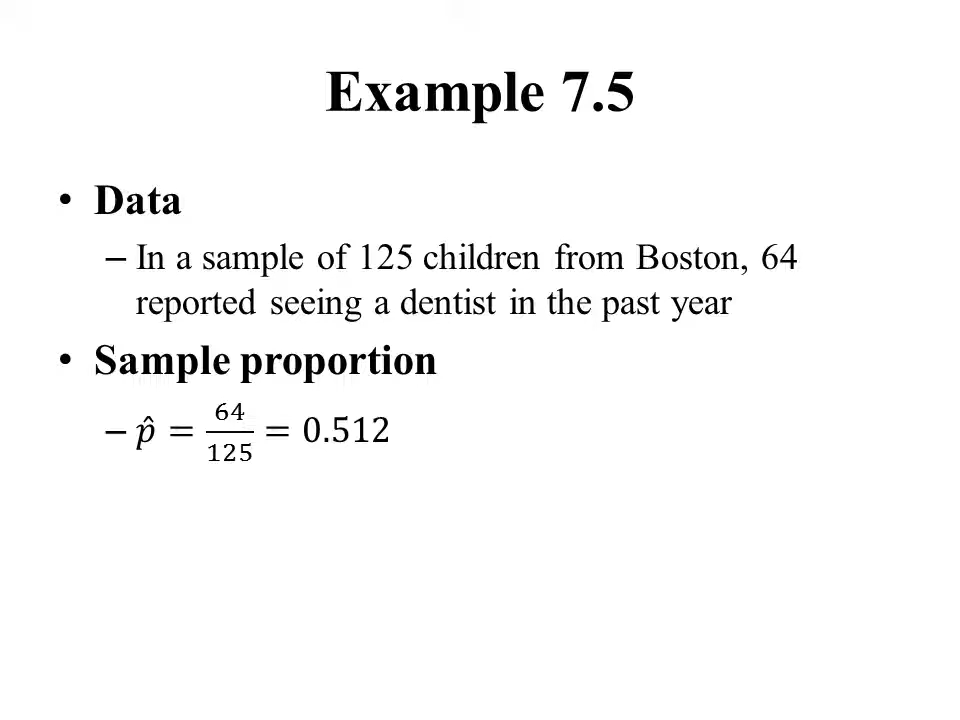 Example 7.5
• Data
– In a sample of 125 children from Boston, 64
reported seeing a dentist in the past year
• Sample proportion
– p̂ = 64/125 = 0.512